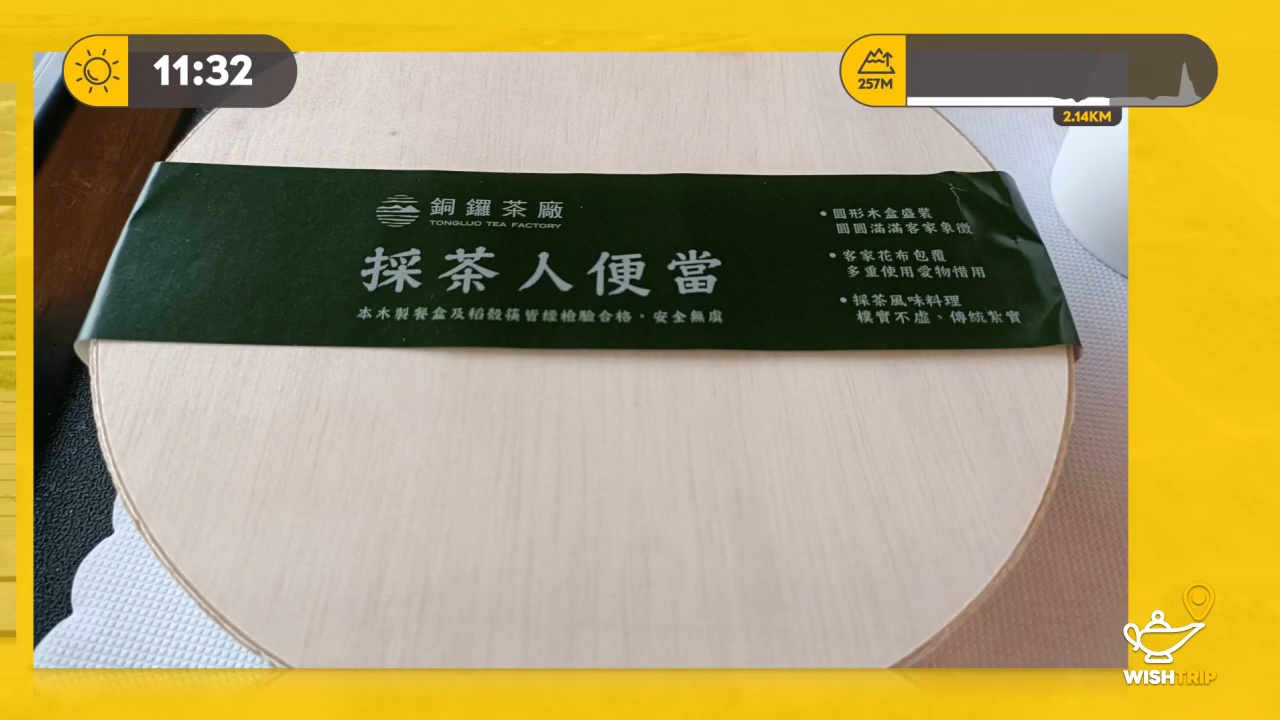 11:32
257M
2.14KM
銅鑼茶廠
TONGLUO TEA FACTORY
採茶人便當
本木製餐盒及稻殼筷皆經檢驗合格，安全無虞
•圓形木盒盛裝
圓圓滿滿客家象徵
•客家花布包覆
多重使用愛物惜用
•採茶風味料理
樸實不虛、傳統紮實
WISHTRIP